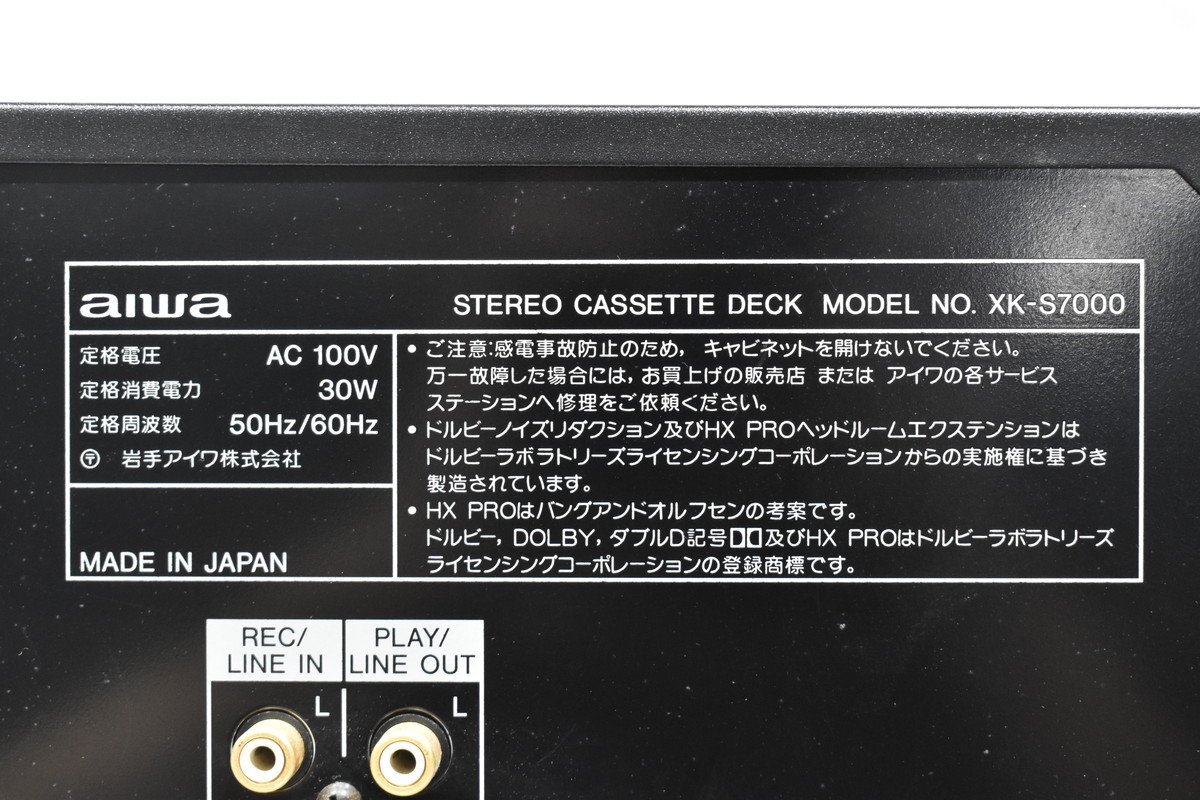 aiwa
STEREO CASSETTE DECK MODEL NO. XK-S7000
定格電圧 AC 100V
定格消費電力 30W
定格周波数 50Hz/60Hz
〶 岩手アイワ株式会社
MADE IN JAPAN
• ご注意:感電事故防止のため, キャビネットを開けないでください。
万一故障した場合には, お買上げの販売店 または アイワの各サービス
ステーションへ修理をご依頼ください。
• ドルビーノイズリダクション及びHX PROヘッドルームエクステンションは
ドルビーラボラトリーズライセンシングコーポレーションからの実施権に基づき
製造されています。
• HX PROはバングアンドオルフセンの考案です。
ドルビー, DOLBY, ダブルD記号及びHX PROはドルビーラボラトリーズ
ライセンシングコーポレーションの登録商標です。
REC/
LINE IN
PLAY/
LINE OUT
L
L